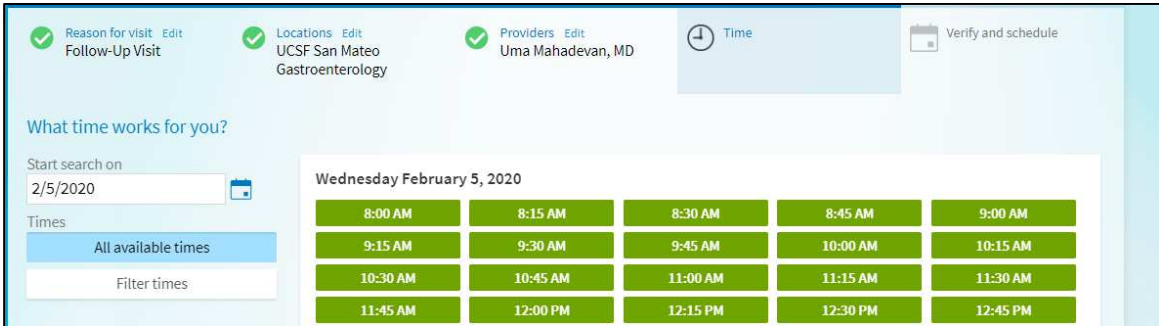 Reason for visit Edit
Follow-Up Visit
Locations Edit
UCSF San Mateo
Gastroenterology
Providers Edit
Uma Mahadevan, MD
Time
Verify and schedule
What time works for you?
Start search on
2/5/2020
Times
All available times
Filter times
Wednesday February 5, 2020
8:00 AM 8:15 AM 8:30 AM 8:45 AM 9:00 AM
9:15 AM 9:30 AM 9:45 AM 10:00 AM 10:15 AM
10:30 AM 10:45 AM 11:00 AM 11:15 AM 11:30 AM
11:45 AM 12:00 PM 12:15 PM 12:30 PM 12:45 PM